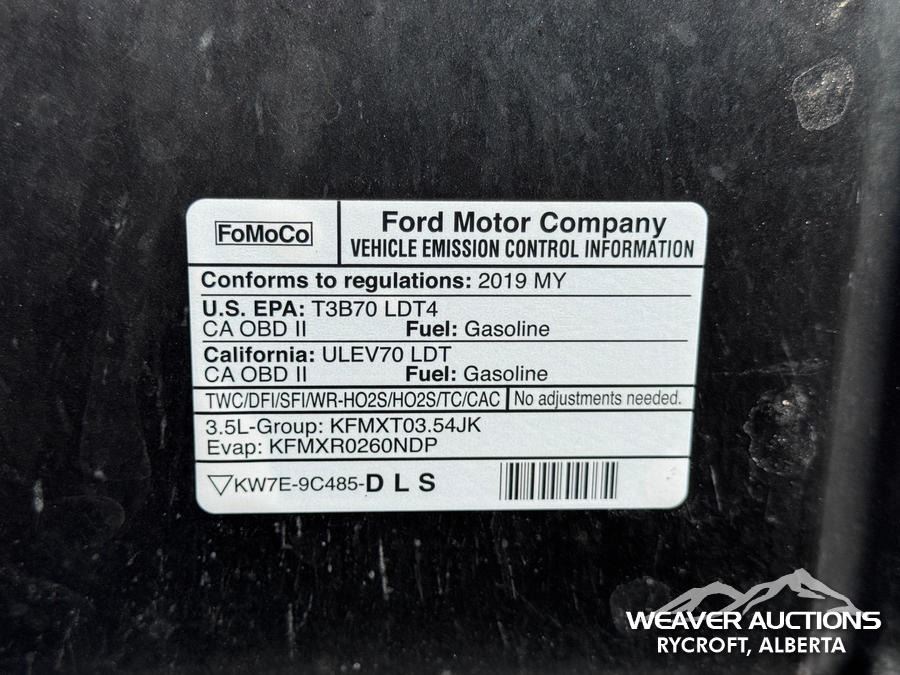 FoMoCo
Ford Motor Company
VEHICLE EMISSION CONTROL INFORMATION
Conforms to regulations: 2019 MY
U.S. EPA: T3B70 LDT4
CA OBD II Fuel: Gasoline
California: ULEV70 LDT
CA OBD II Fuel: Gasoline
TWC/DFI/SFI/WR-HO2S/HO2S/TC/CAC No adjustments needed.
3.5L-Group: KFMXT03.54JK
Evap: KFMXR0260NDP
KW7E-9C485-D L S
WEAVER AUCTIONS
RYCROFT, ALBERTA